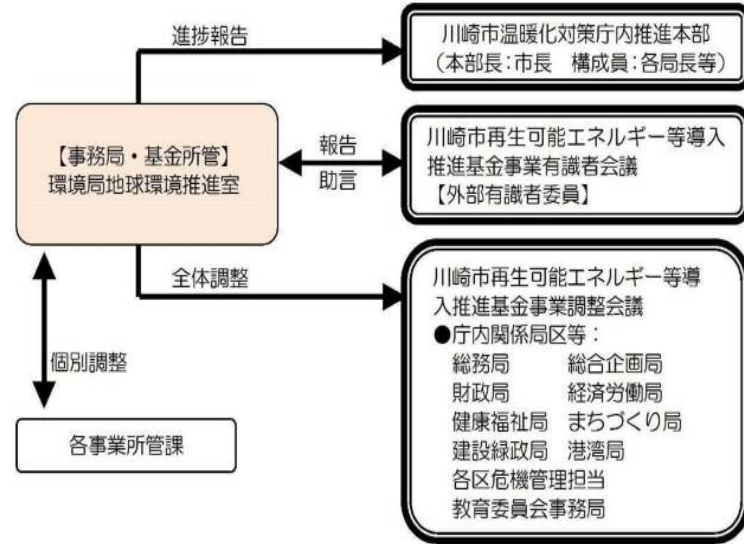 進捗報告
川崎市温暖化対策庁内推進本部
（本部長：市長　構成員：各局長等）
【事務局・基金所管】
環境局地球環境推進室
報告
助言
川崎市再生可能エネルギー等導入
推進基金事業有識者会議
【外部有識者委員】
全体調整
川崎市再生可能エネルギー等導
入推進基金事業調整会議
●庁内関係局区等：
総務局　総合企画局
財政局　経済労働局
健康福祉局　まちづくり局
建設緑政局　港湾局
各区危機管理担当
教育委員会事務局
個別調整
各事業所管課